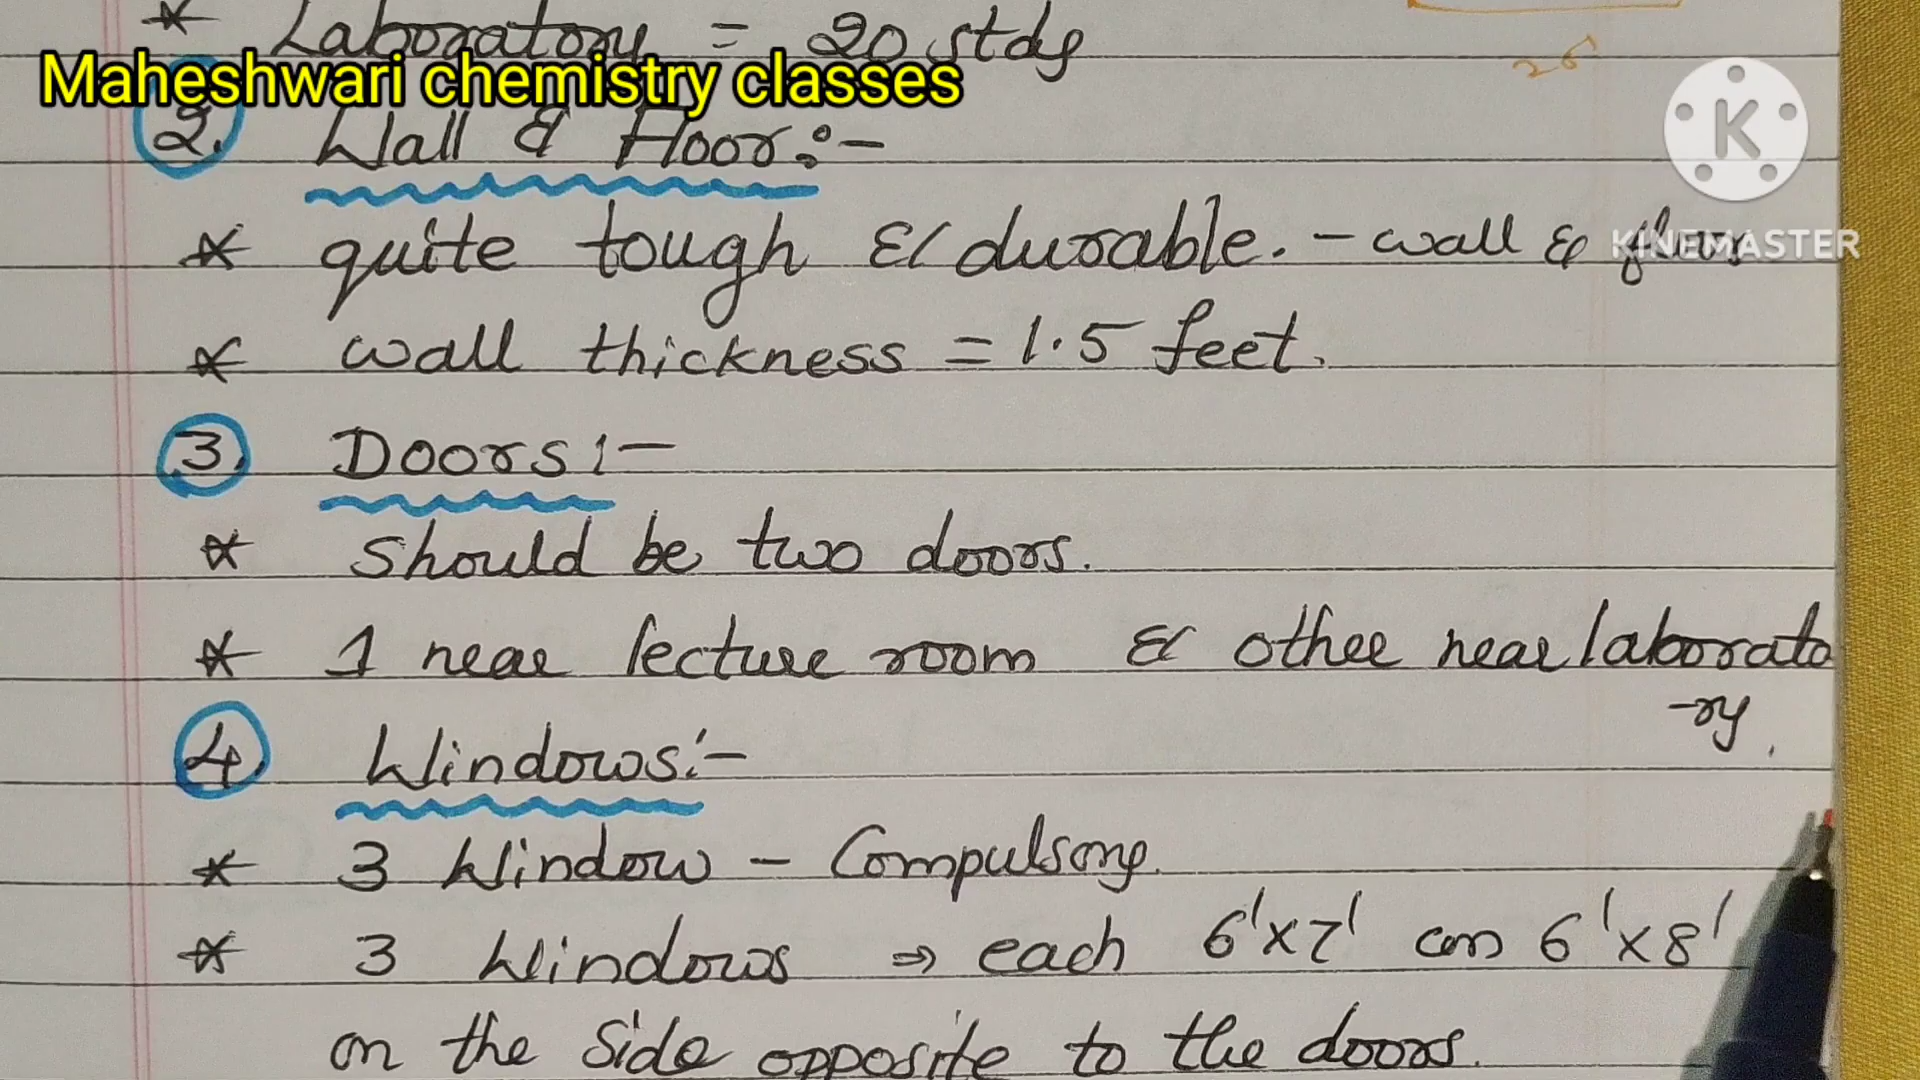 * Laboratory = 20 stds
Maheshwari chemistry classes
2. Wall & Floor:-
* quite tough & durable. - wall & floor
KINEMASTER
* wall thickness = 1.5 feet.
3. Doors:-
* should be two doors.
* 1 near lecture room & other near laborato
-ry.
4. Windows:-
* 3 Window - Compulsory.
* 3 Windows ⇒ each 6'x7' or 6'x8'
on the side opposite to the doors.
26
K